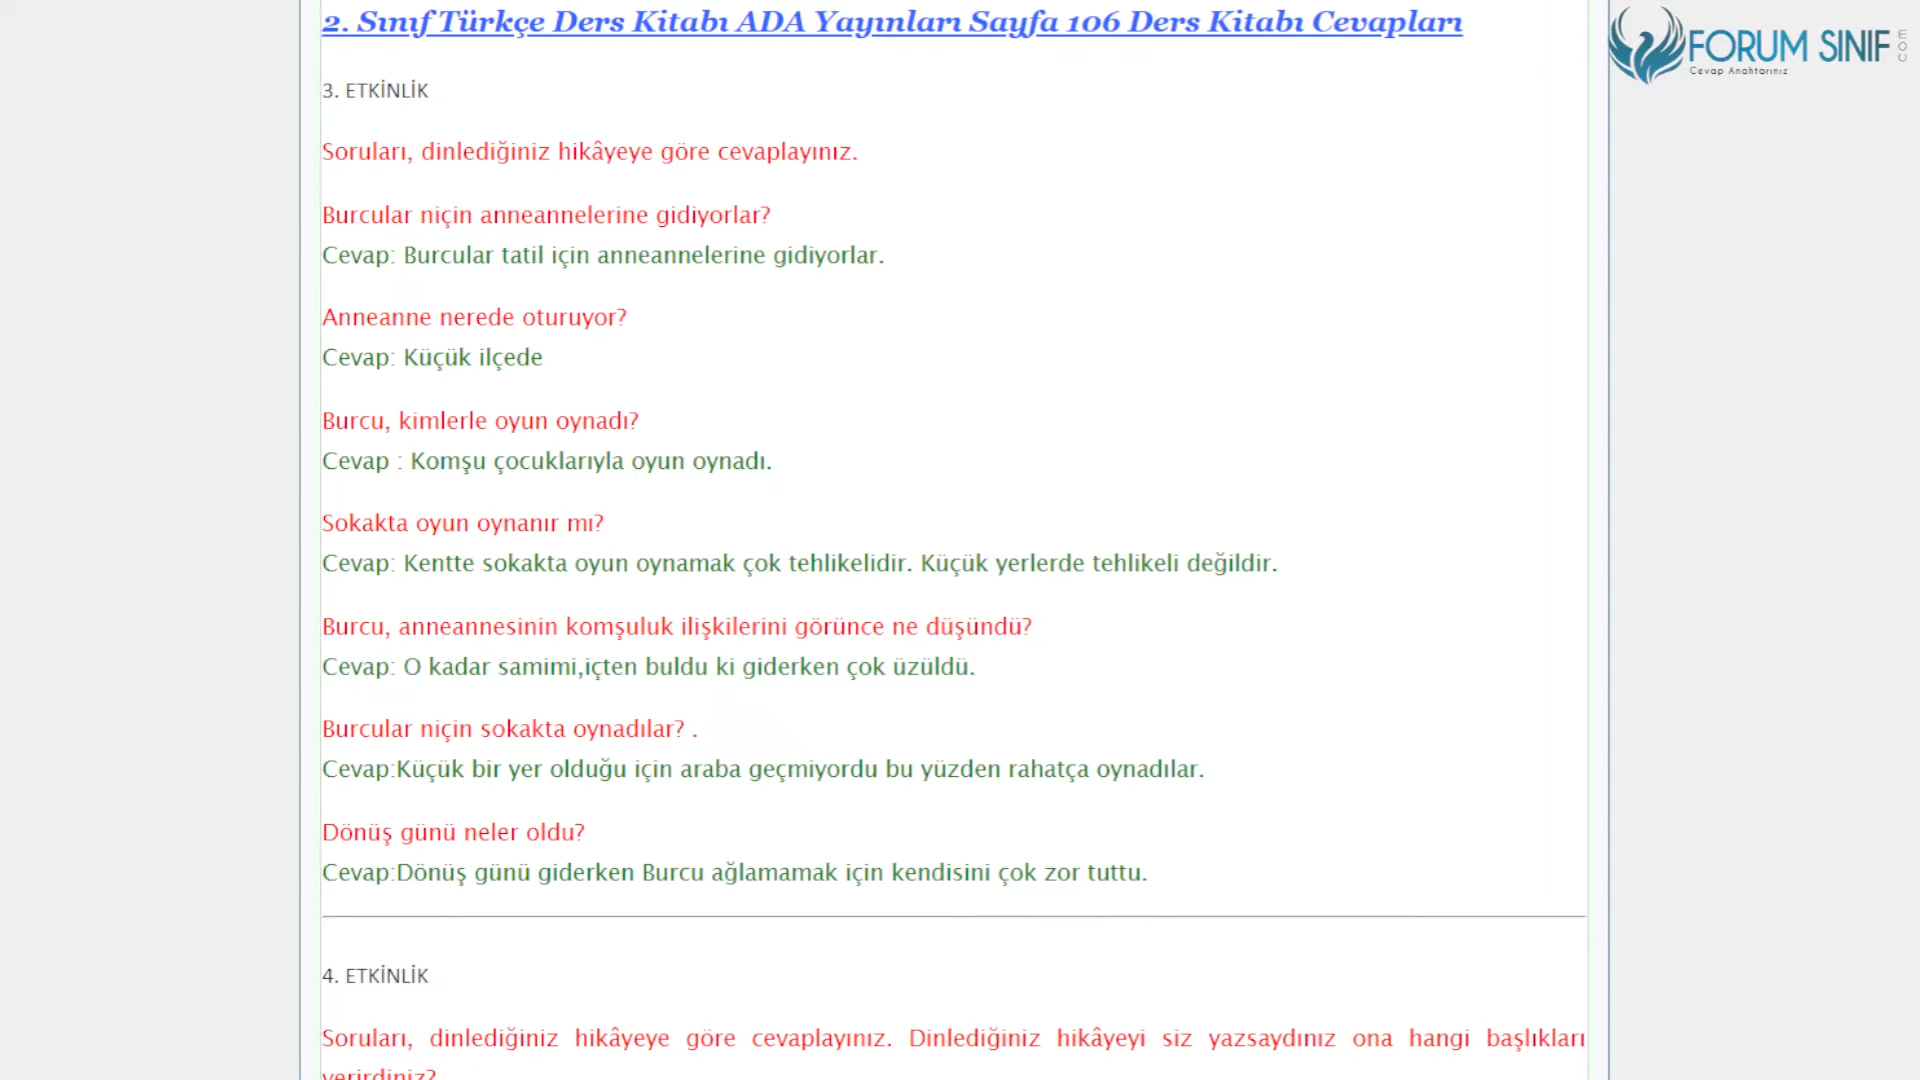 2. Sınıf Türkçe Ders Kitabı ADA Yayınları Sayfa 106 Ders Kitabı Cevapları
FORUM SINIF
COM
Cevap Anahtarınız
3. ETKİNLİK
Soruları, dinlediğiniz hikâyeye göre cevaplayınız.
Burcular niçin anneannelerine gidiyorlar?
Cevap: Burcular tatil için anneannelerine gidiyorlar.
Anneanne nerede oturuyor?
Cevap: Küçük ilçede
Burcu, kimlerle oyun oynadı?
Cevap : Komşu çocuklarıyla oyun oynadı.
Sokakta oyun oynanır mı?
Cevap: Kentte sokakta oyun oynamak çok tehlikelidir. Küçük yerlerde tehlikeli değildir.
Burcu, anneannesinin komşuluk ilişkilerini görünce ne düşündü?
Cevap: O kadar samimi,içten buldu ki giderken çok üzüldü.
Burcular niçin sokakta oynadılar? .
Cevap:Küçük bir yer olduğu için araba geçmiyordu bu yüzden rahatça oynadılar.
Dönüş günü neler oldu?
Cevap:Dönüş günü giderken Burcu ağlamamak için kendisini çok zor tuttu.
4. ETKİNLİK
Soruları, dinlediğiniz hikâyeye göre cevaplayınız. Dinlediğiniz hikâyeyi siz yazsaydınız ona hangi başlıkları
verirdiniz?